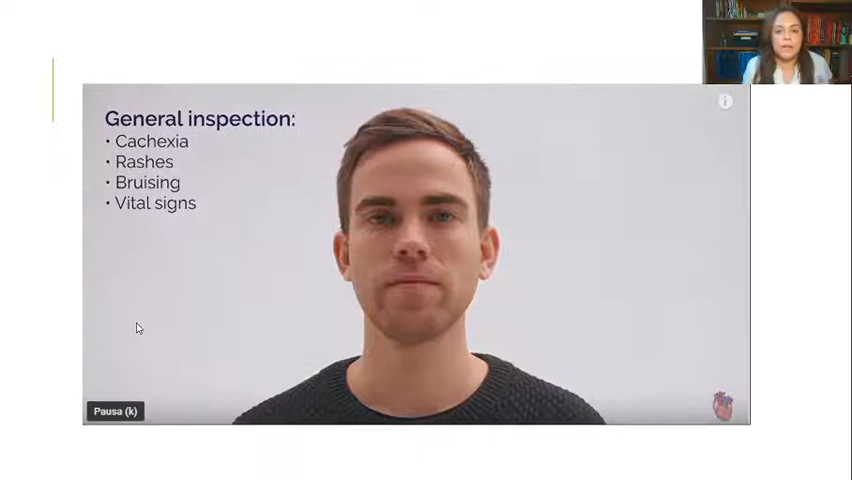 General inspection:
• Cachexia
• Rashes
• Bruising
• Vital signs
Pausa (k)